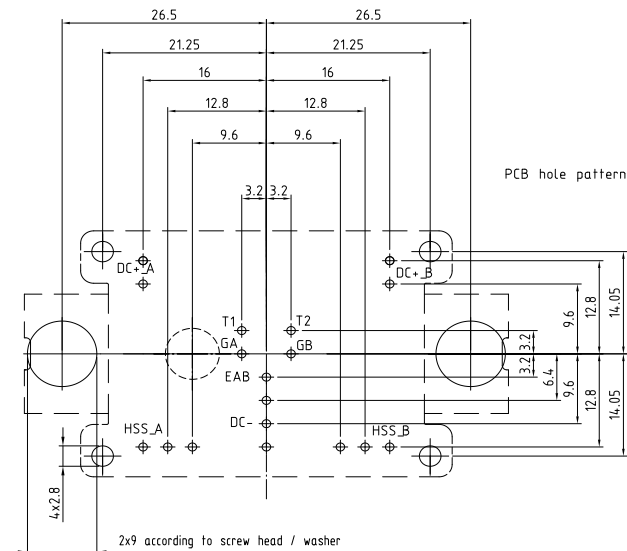 26.5 26.5
21.25 21.25
16 16
12.8 12.8
9.6 9.6
PCB hole pattern
3.2 3.2
DC+_A DC+_B
T1 T2
GA GB
EAB
DC-
HSS_A HSS_B
3.2
9.6
12.8
14.05
3.2
6.4
9.6
12.8
14.05
4x2.8
2x9 according to screw head / washer